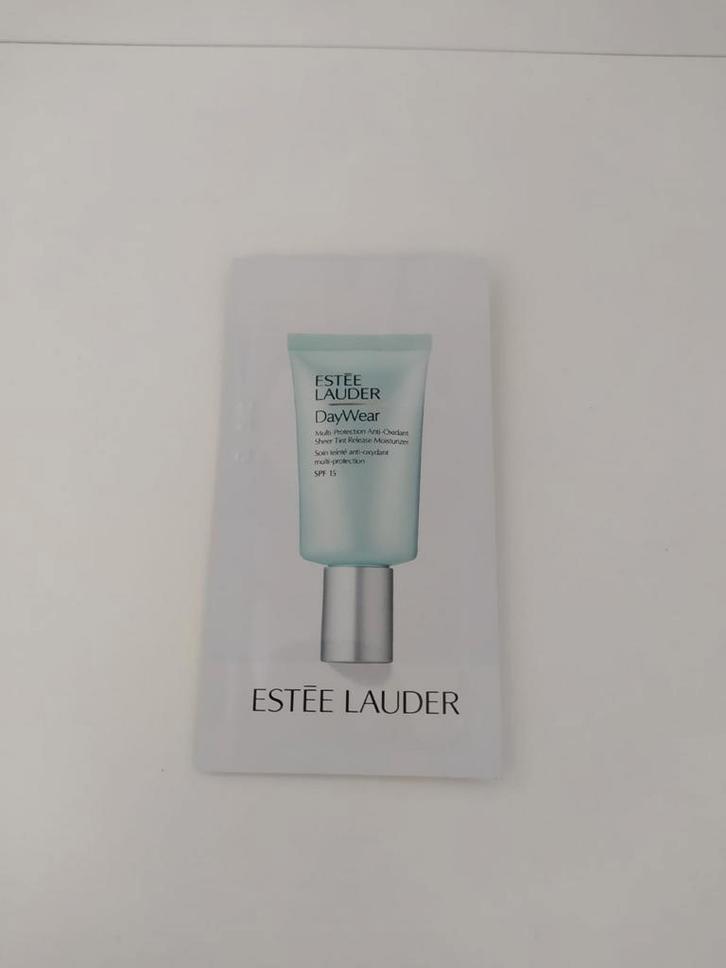 ESTĒE
LAUDER
DayWear
Multi-Protection Anti-Oxidant
Sheer Tint Release Moisturizer
Soin teinté anti-oxydant
multi-protection
SPF 15
ESTĒE LAUDER